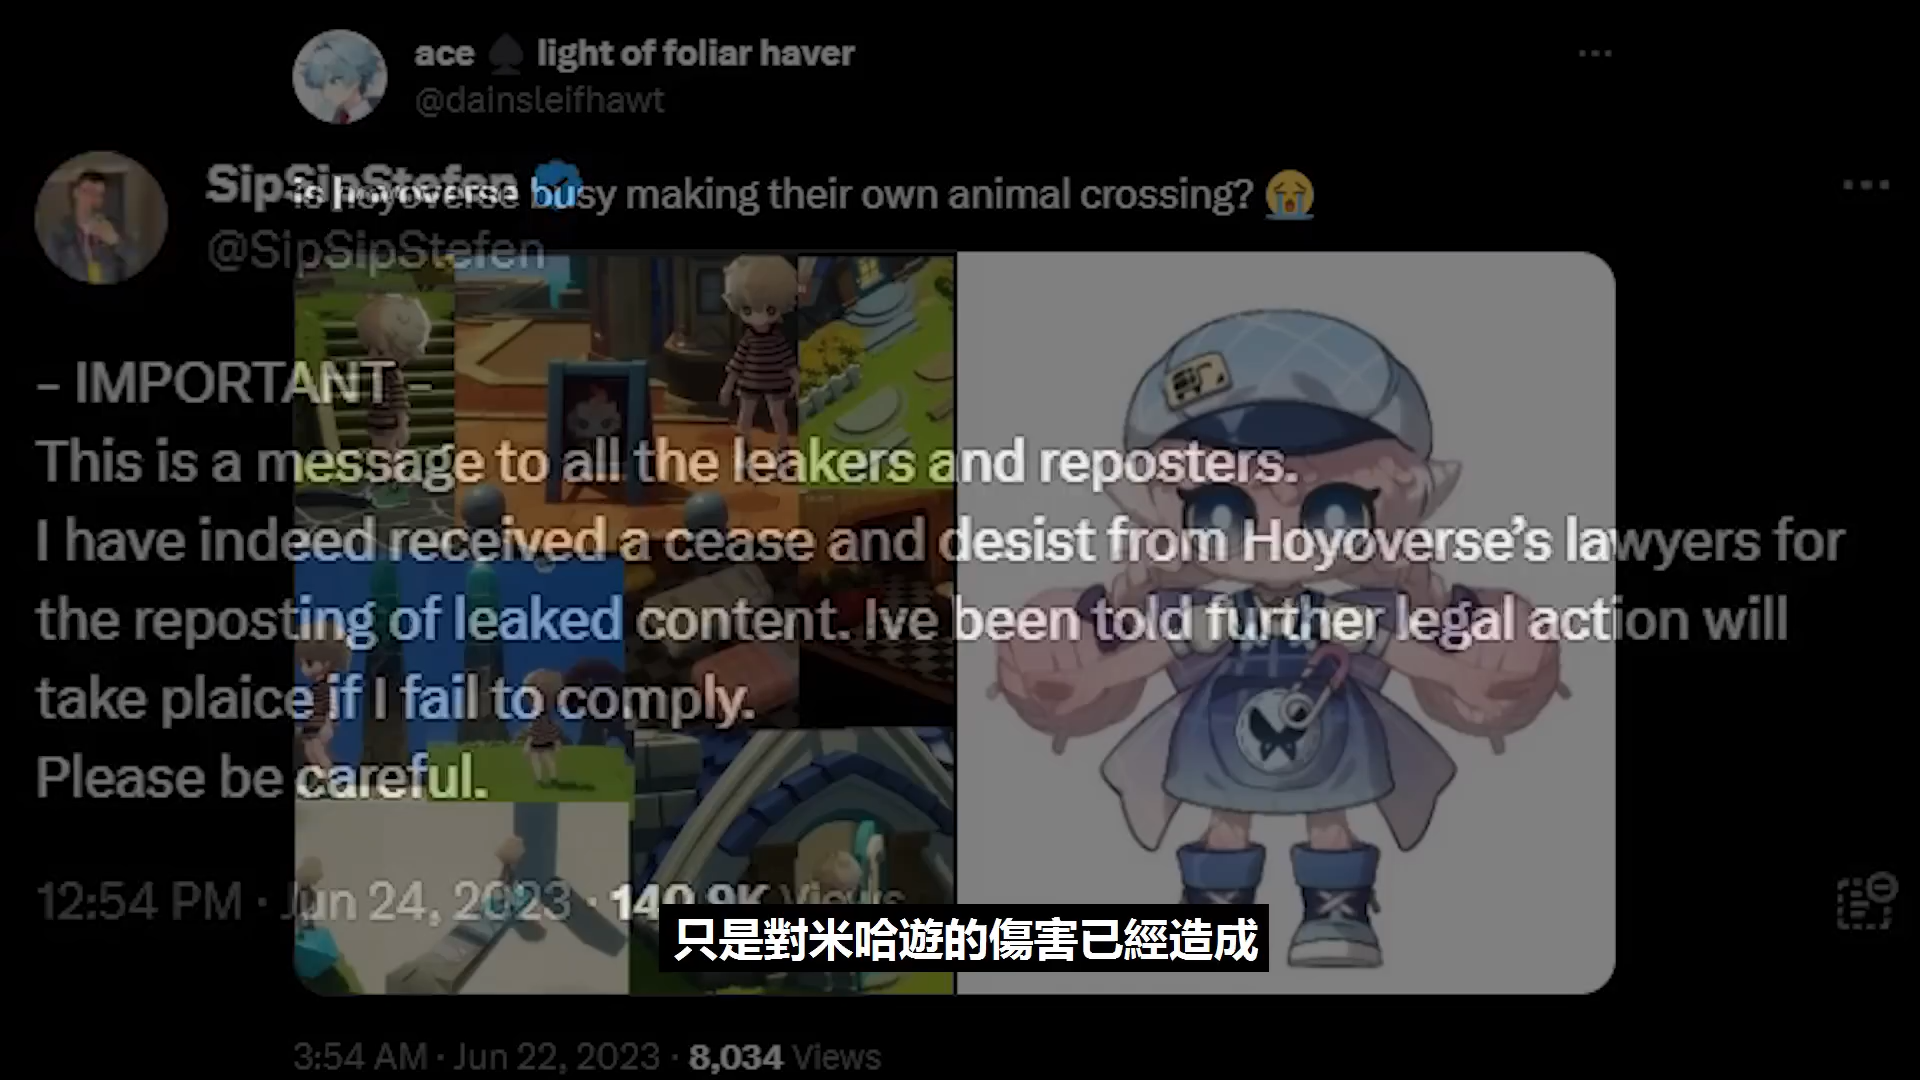 ace ♠ light of foliar haver
@dainsleifhawt
SipSipStefen
is hoyoverse busy making their own animal crossing? 😭
@SipSipStefen
– IMPORTANT –
This is a message to all the leakers and reposters.
I have indeed received a cease and desist from Hoyoverse’s lawyers for
the reposting of leaked content. Ive been told further legal action will
take plaice if I fail to comply.
Please be careful.
12:54 PM · Jun 24, 2023 · 140.9K Views
只是對米哈遊的傷害已經造成
3:54 AM · Jun 22, 2023 · 8,034 Views